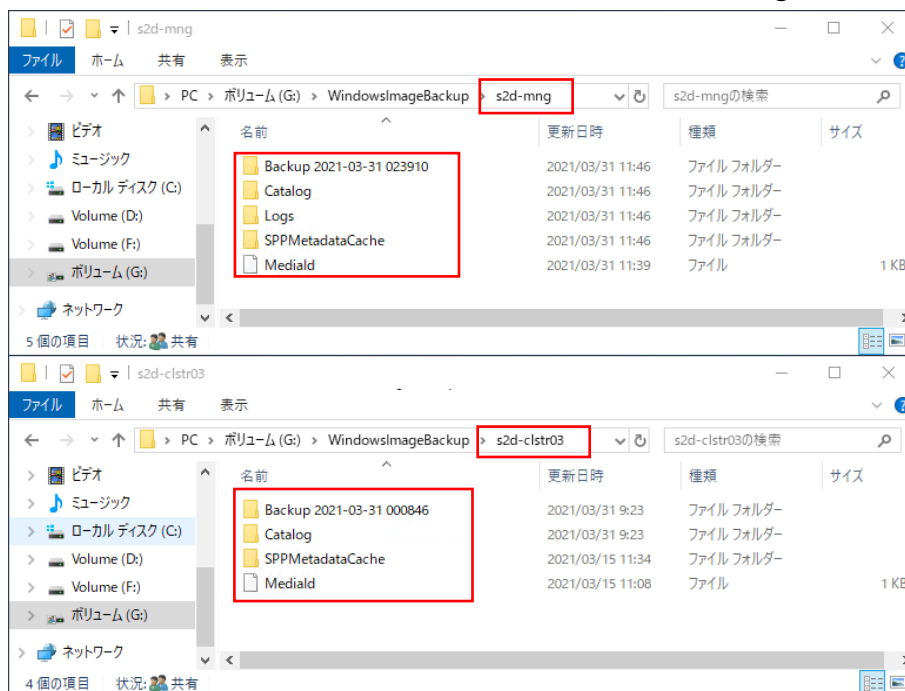 s2d-mng
ファイル ホーム 共有 表示
PC > ボリューム (G:) > WindowsImageBackup > s2d-mng s2d-mngの検索
名前 更新日時 種類 サイズ
ビデオ
ミュージック
ローカル ディスク (C:)
Volume (D:)
Volume (F:)
ボリューム (G:)
ネットワーク
Backup 2021-03-31 023910 2021/03/31 11:46 ファイル フォルダー
Catalog 2021/03/31 11:46 ファイル フォルダー
Logs 2021/03/31 11:46 ファイル フォルダー
SPPMetadataCache 2021/03/31 11:46 ファイル フォルダー
MediaId 2021/03/31 11:39 ファイル 1 KB
5 個の項目 状況: 共有
s2d-clstr03
ファイル ホーム 共有 表示
PC > ボリューム (G:) > WindowsImageBackup > s2d-clstr03 s2d-clstr03の検索
名前 更新日時 種類 サイズ
ビデオ
ミュージック
ローカル ディスク (C:)
Volume (D:)
Volume (F:)
ボリューム (G:)
ネットワーク
Backup 2021-03-31 000846 2021/03/31 9:23 ファイル フォルダー
Catalog 2021/03/31 9:23 ファイル フォルダー
SPPMetadataCache 2021/03/15 11:34 ファイル フォルダー
MediaId 2021/03/15 11:08 ファイル 1 KB
4 個の項目 状況: 共有